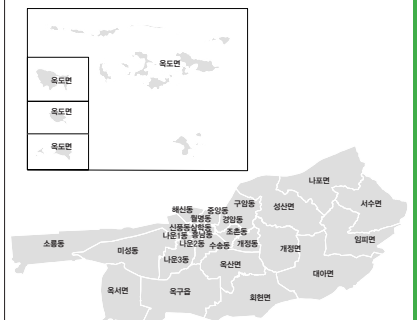 옥도면
옥도면
옥도면
옥도면
나포면
서수면
구암동
성산면
해신동
중앙동
월명동
경암동
신풍동 삼학동
조촌동
임피면
나운1동
흥남동
소룡동
미성동
나운2동
수송동
개정동
개정면
나운3동
옥산면
대야면
옥서면
옥구읍
회현면